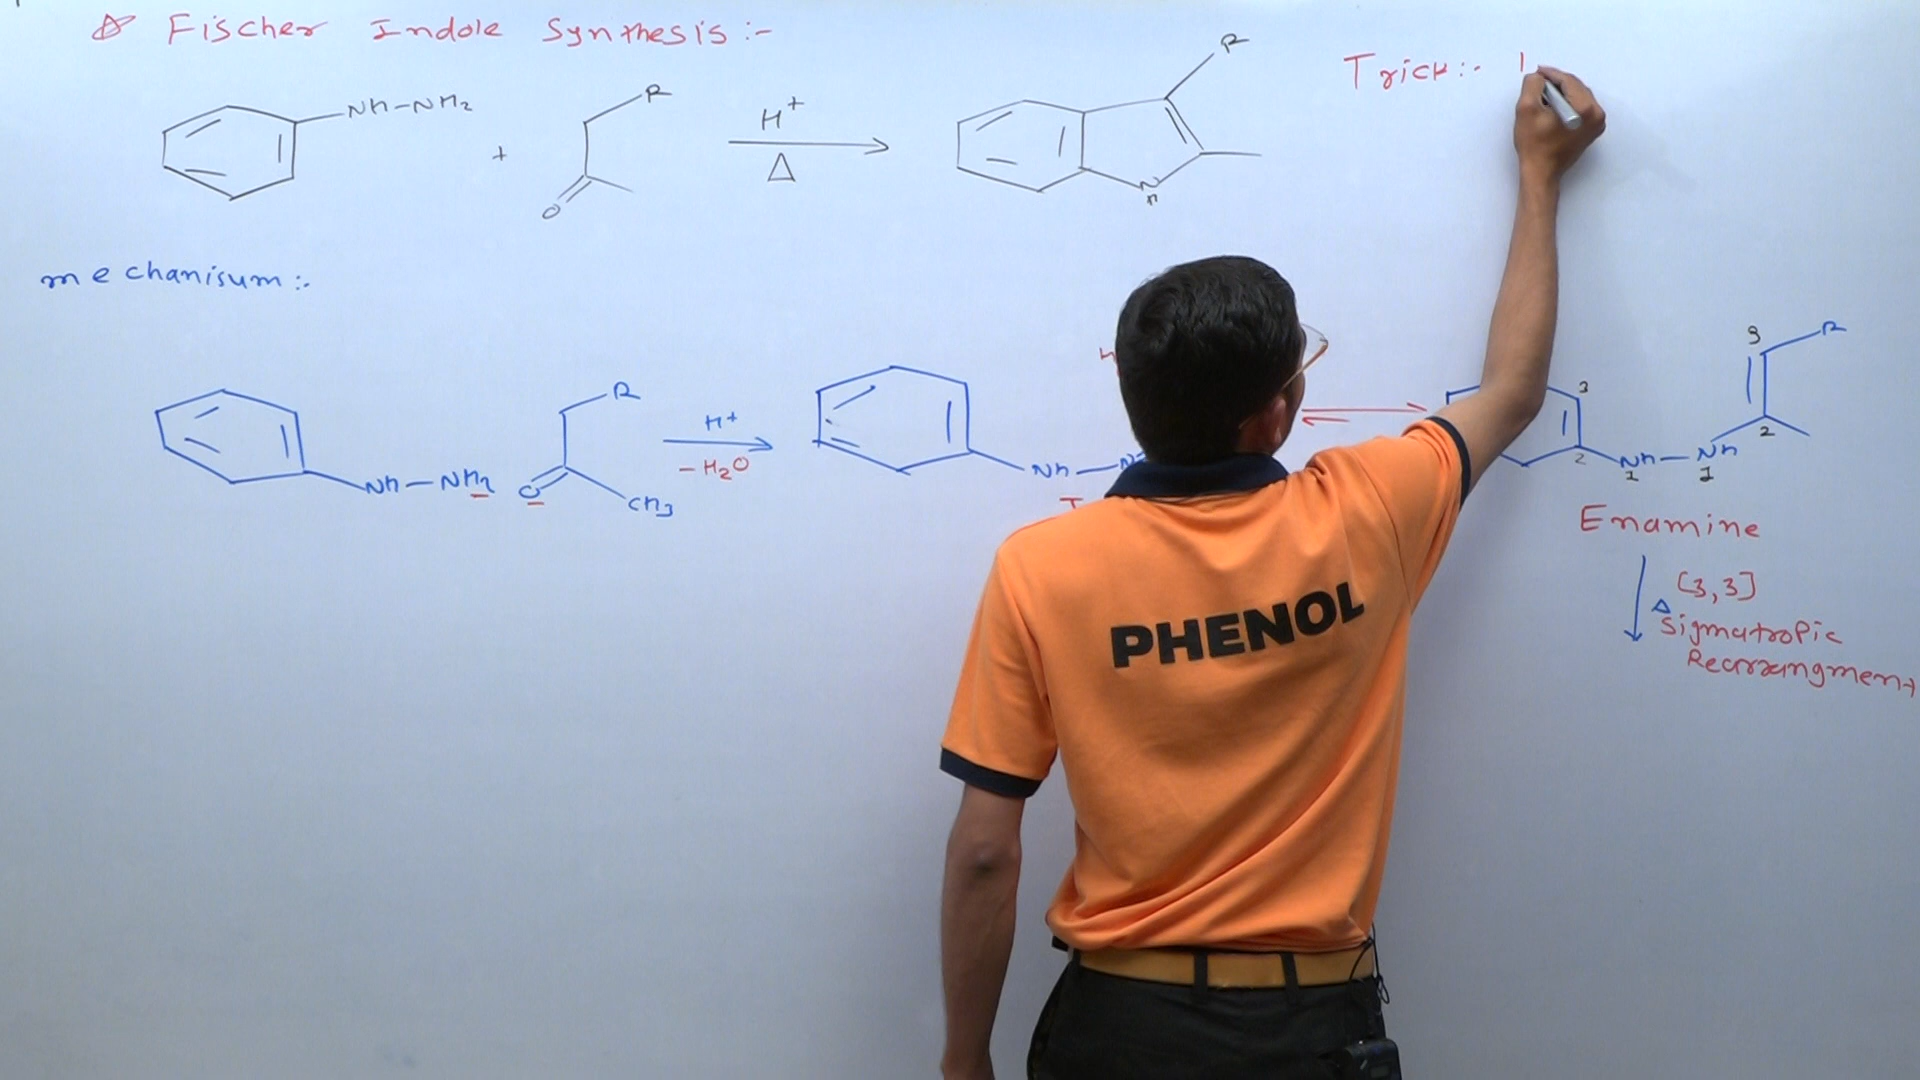 Fischer Indole Synthesis :-
Trick :-
R
NH-NH2
+
R
O
H+
Δ
N
H
mechanisum :-
R
NH-NH2
O
CH3
H+
-H2O
NH
3
2
NH-NH
1 1
3
R
2
Enamine
[3,3]
Δ
Sigmatropic
Rearrangment
PHENOL